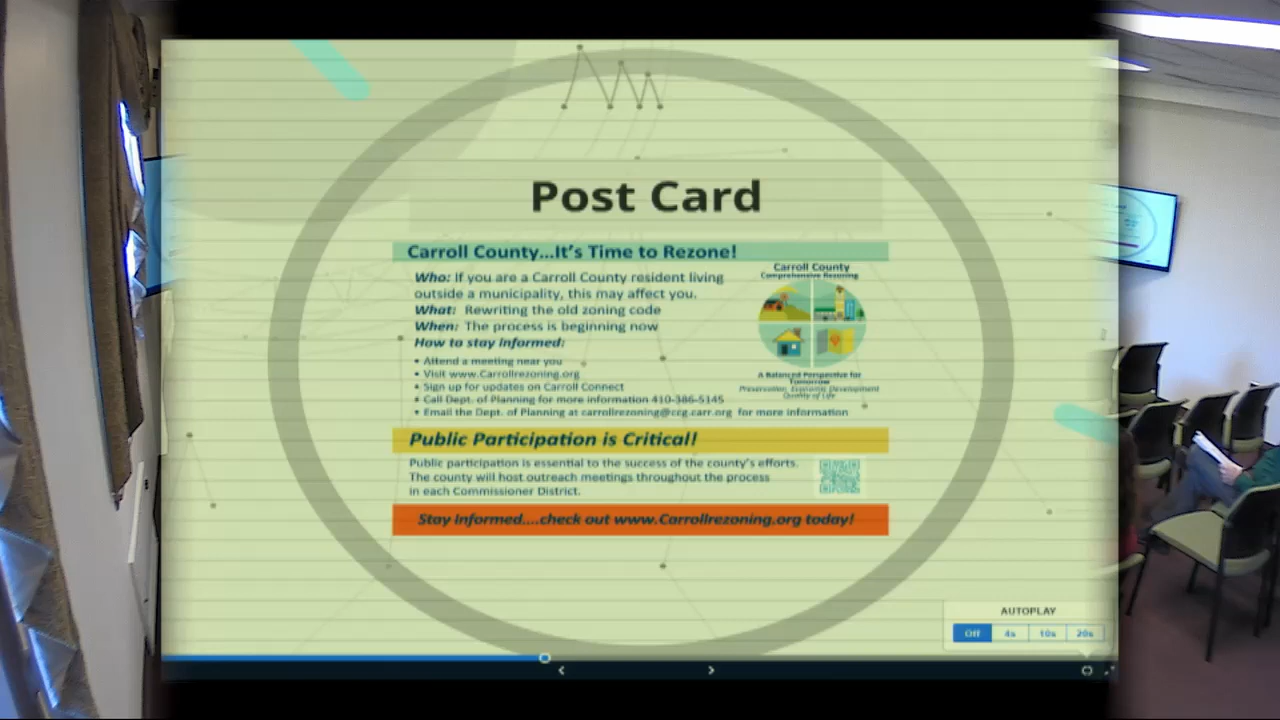 Post Card
Carroll County...It's Time to Rezone!
Who: If you are a Carroll County resident living
outside a municipality, this may affect you.
What: Rewriting the old zoning code
When: The process is beginning now
How to stay informed:
• Attend a meeting near you
• Visit www.Carrollrezoning.org
• Sign up for updates on Carroll Connect
• Call Dept. of Planning for more information 410-386-5145
• Email the Dept. of Planning at carrollrezoning@ccg.carr.org for more information
Carroll County
Comprehensive Rezoning
A Balanced Perspective for
Tomorrow
Preservation, Economic Development
Quality of Life
Public Participation is Critical!
Public participation is essential to the success of the county's efforts.
The county will host outreach meetings throughout the process
in each Commissioner District.
Stay informed....check out www.Carrollrezoning.org today!
AUTOPLAY
Off 4s 10s 20s